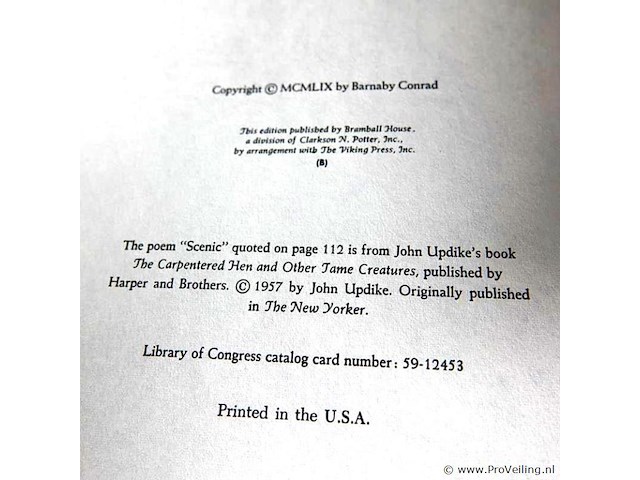 Copyright © MCMLIX by Barnaby Conrad
This edition published by Bramhall House,
a division of Clarkson N. Potter, Inc.,
by arrangement with The Viking Press, Inc.
(B)
The poem "Scenic" quoted on page 112 is from John Updike's book
The Carpentered Hen and Other Tame Creatures, published by
Harper and Brothers. © 1957 by John Updike. Originally published
in The New Yorker.
Library of Congress catalog card number: 59-12453
Printed in the U.S.A.
© www.ProVeiling.nl